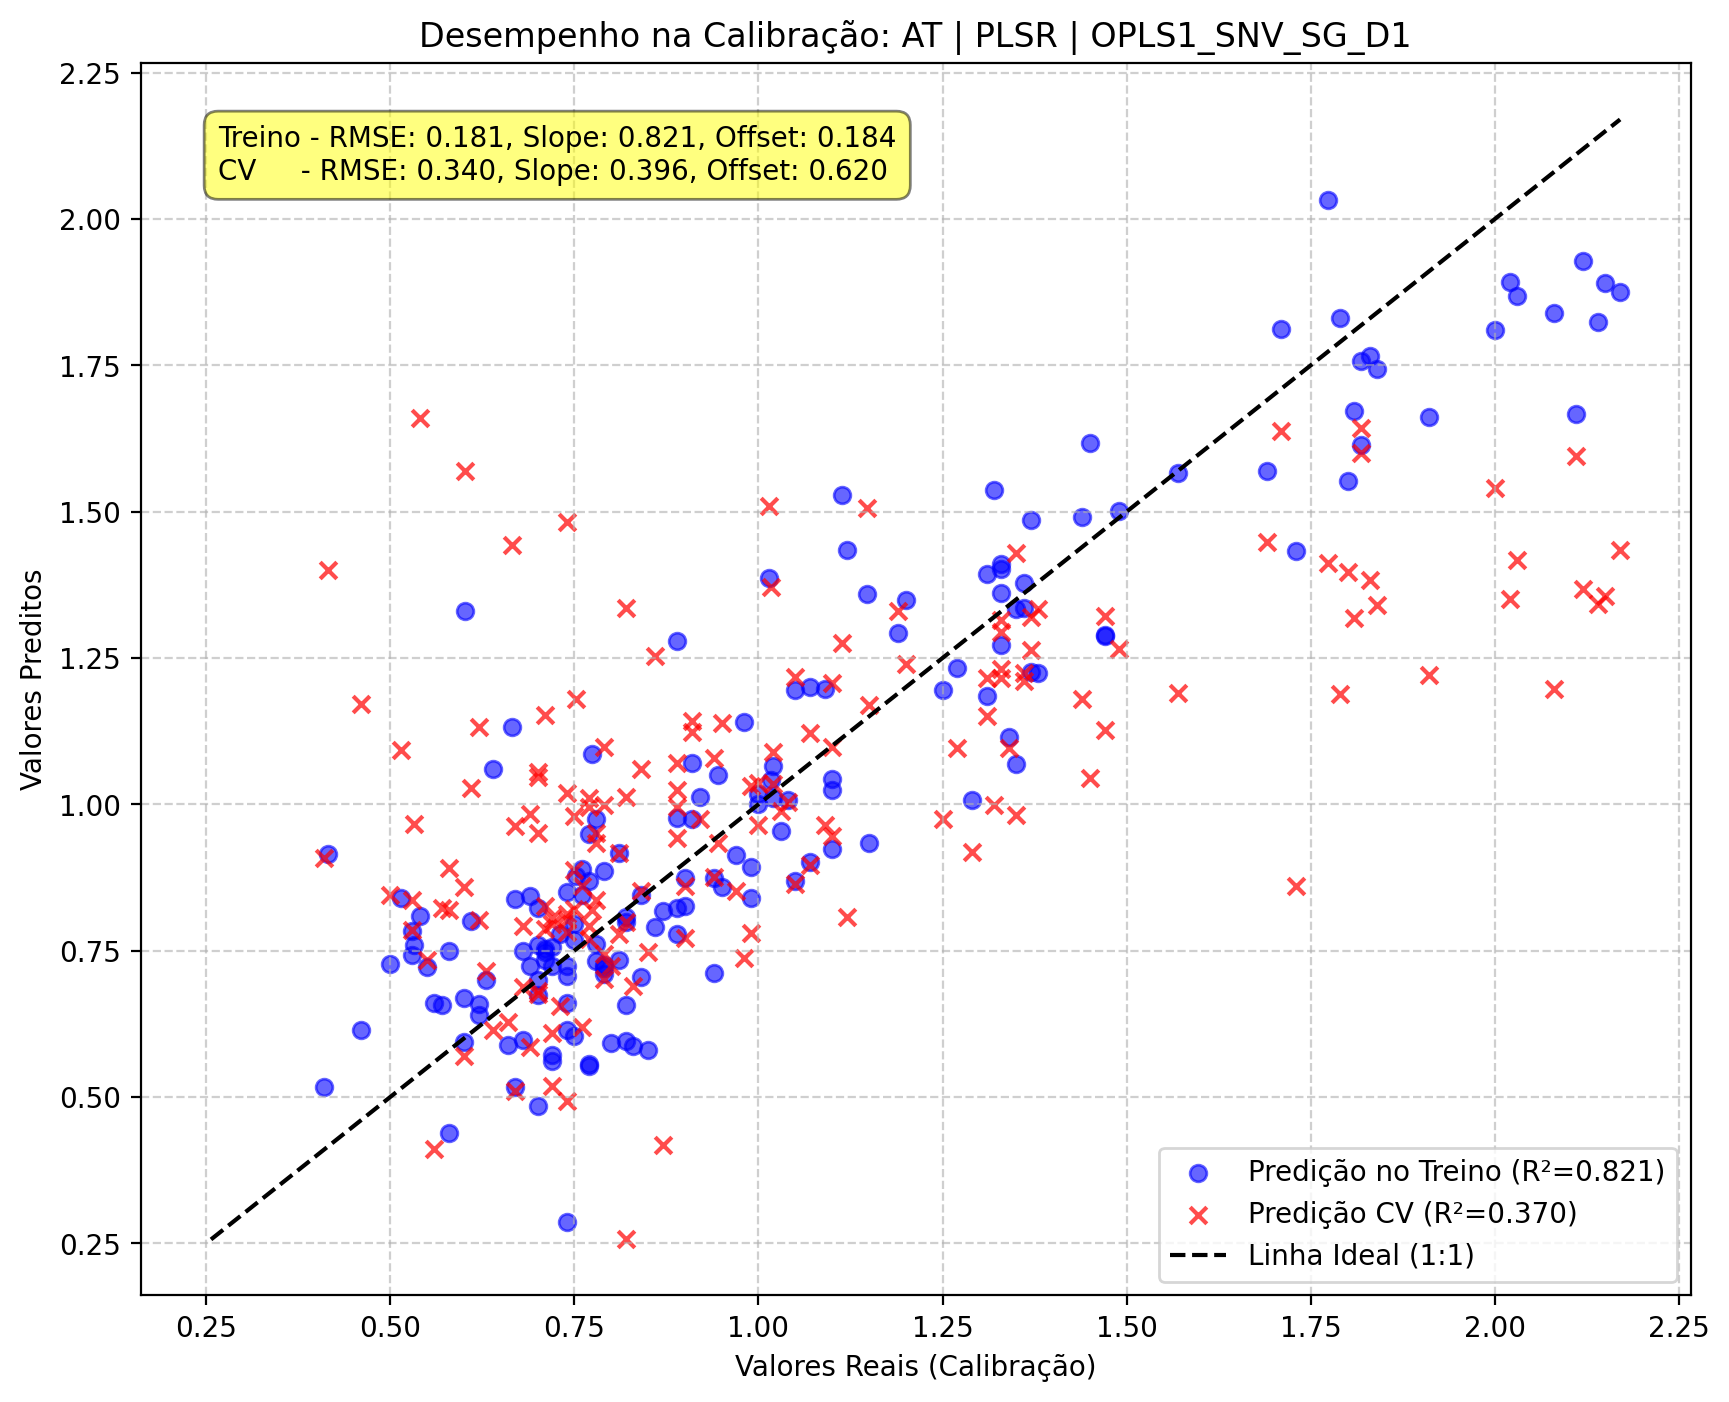 Desempenho na Calibração: AT | PLSR | OPLS1_SNV_SG_D1
Treino - RMSE: 0.181, Slope: 0.821, Offset: 0.184
CV - RMSE: 0.340, Slope: 0.396, Offset: 0.620
Valores Preditos
2.25
2.00
1.75
1.50
1.25
1.00
0.75
0.50
0.25
Predição no Treino (R²=0.821)
Predição CV (R²=0.370)
Linha Ideal (1:1)
0.25 0.50 0.75 1.00 1.25 1.50 1.75 2.00 2.25
Valores Reais (Calibração)